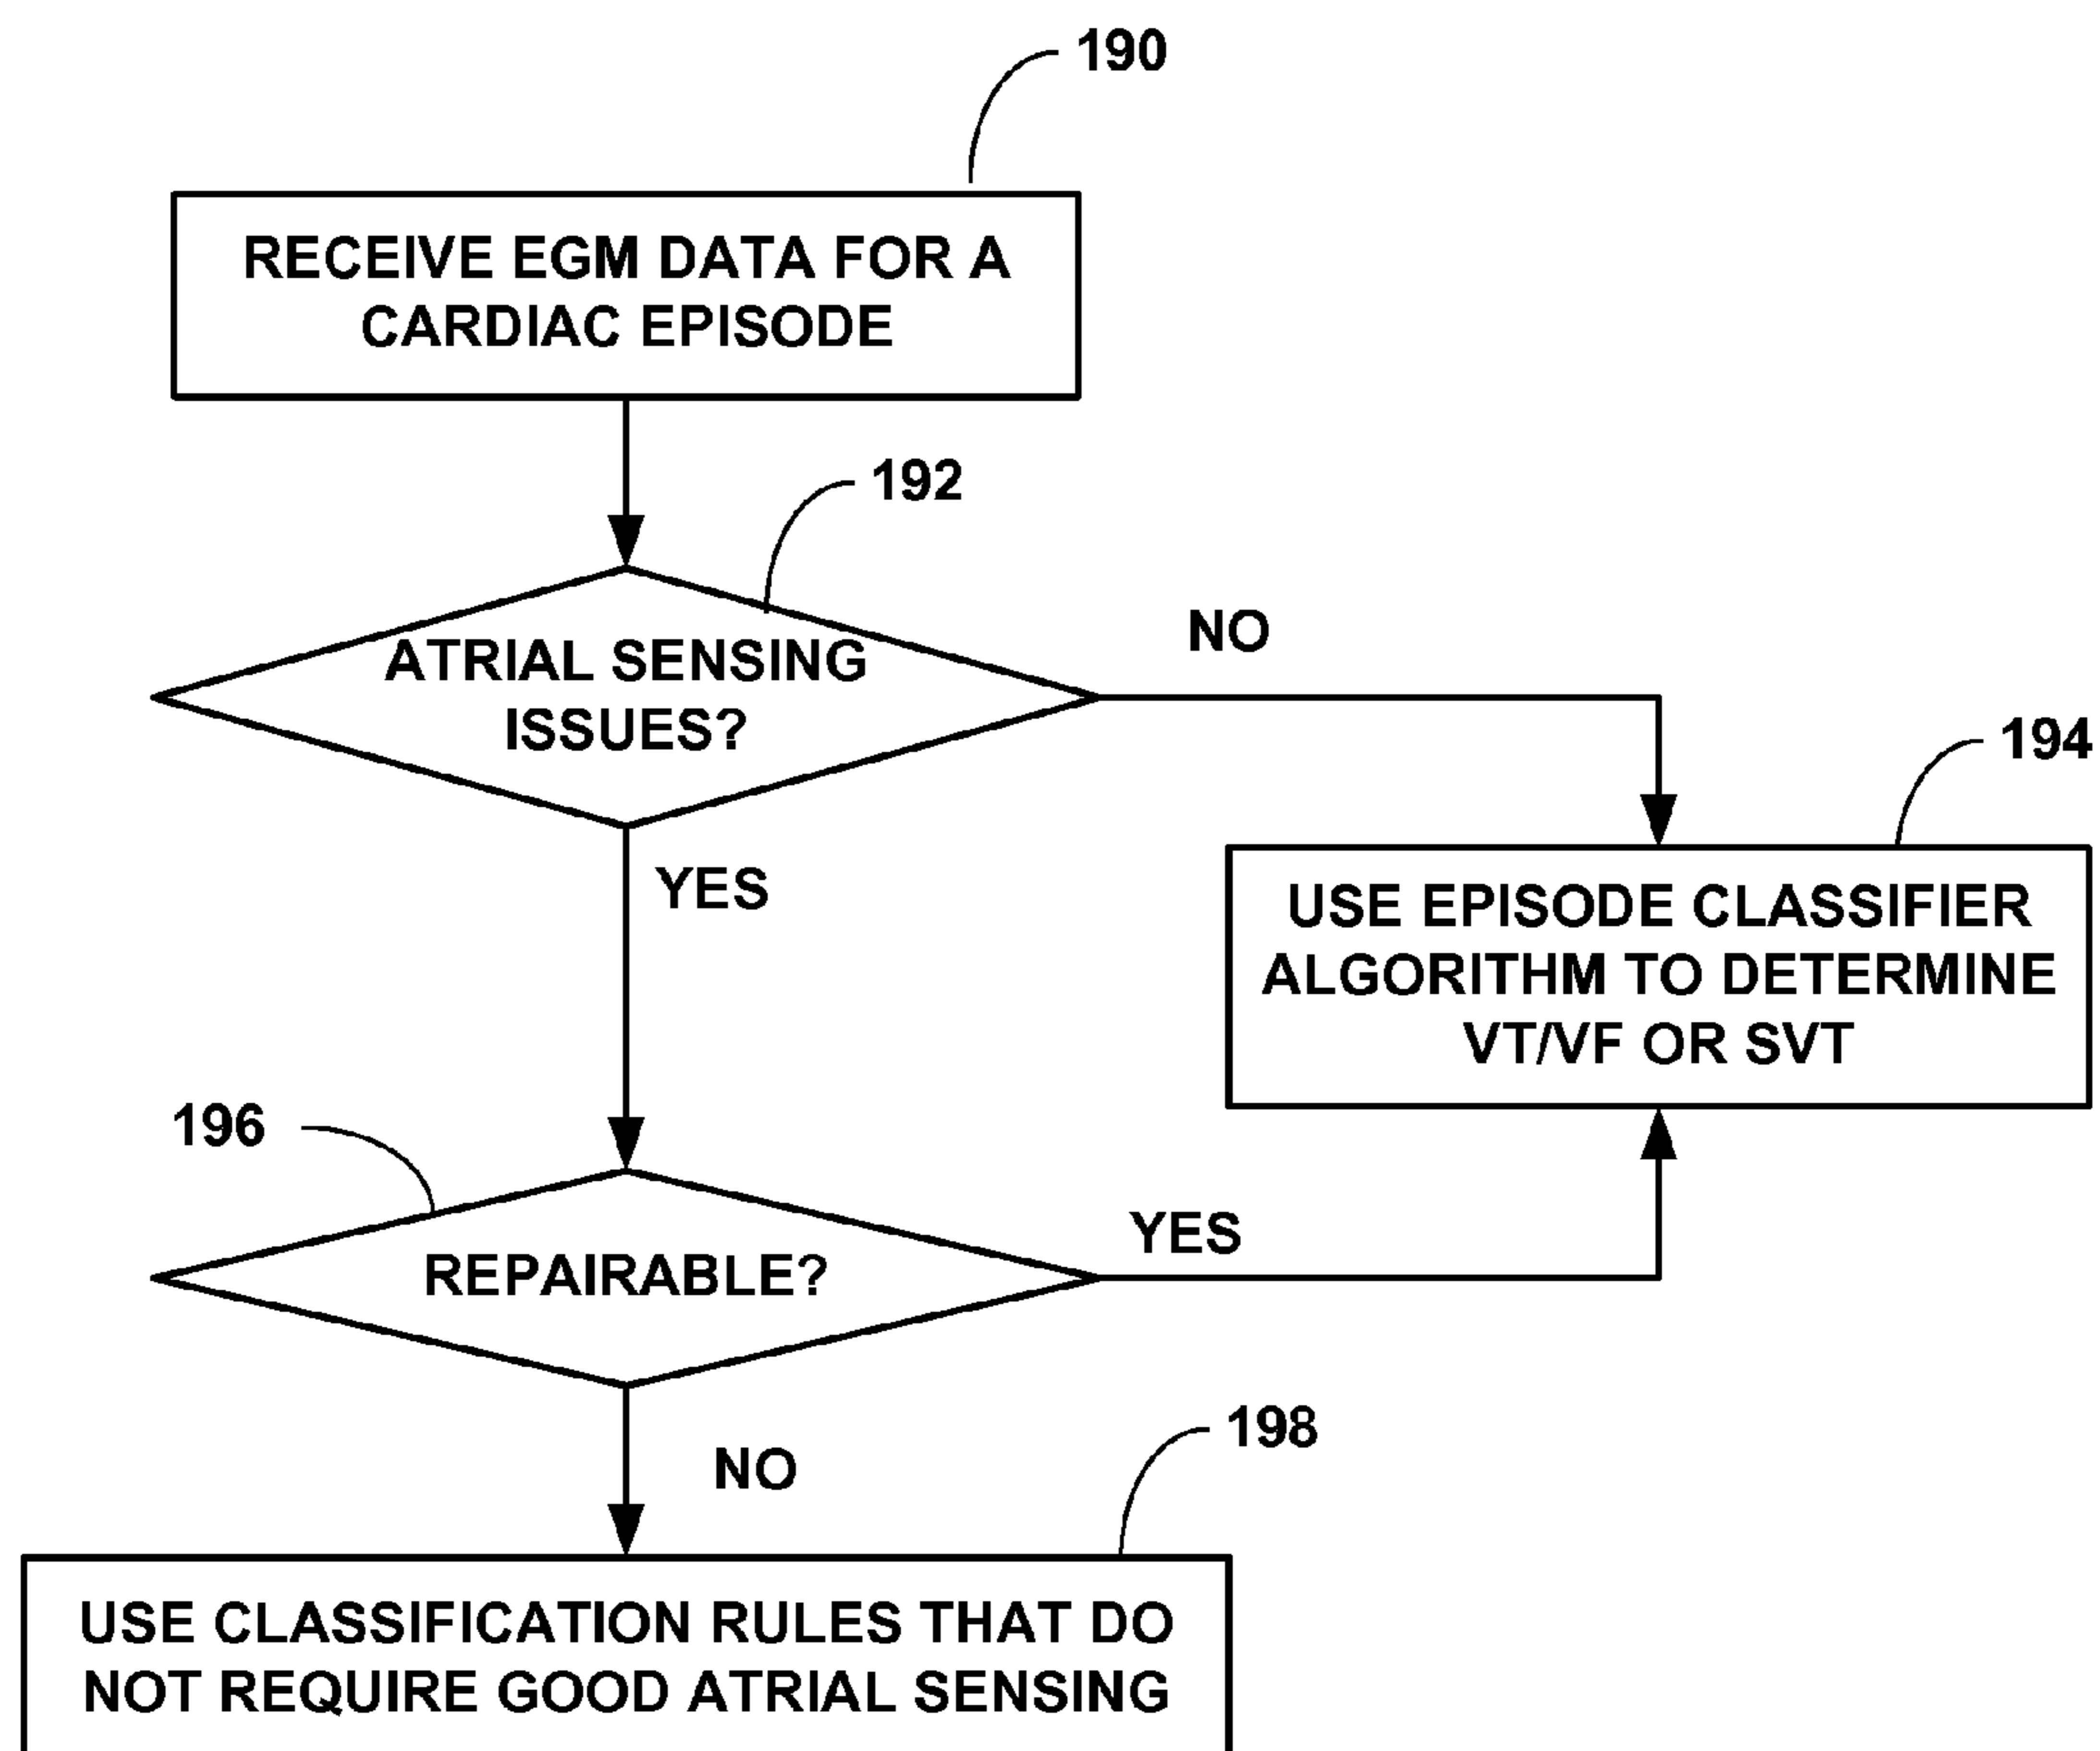 190
RECEIVE EGM DATA FOR A
CARDIAC EPISODE
192
ATRIAL SENSING
ISSUES?
NO
194
YES
USE EPISODE CLASSIFIER
ALGORITHM TO DETERMINE
VT/VF OR SVT
196
REPAIRABLE?
YES
198
NO
USE CLASSIFICATION RULES THAT DO
NOT REQUIRE GOOD ATRIAL SENSING